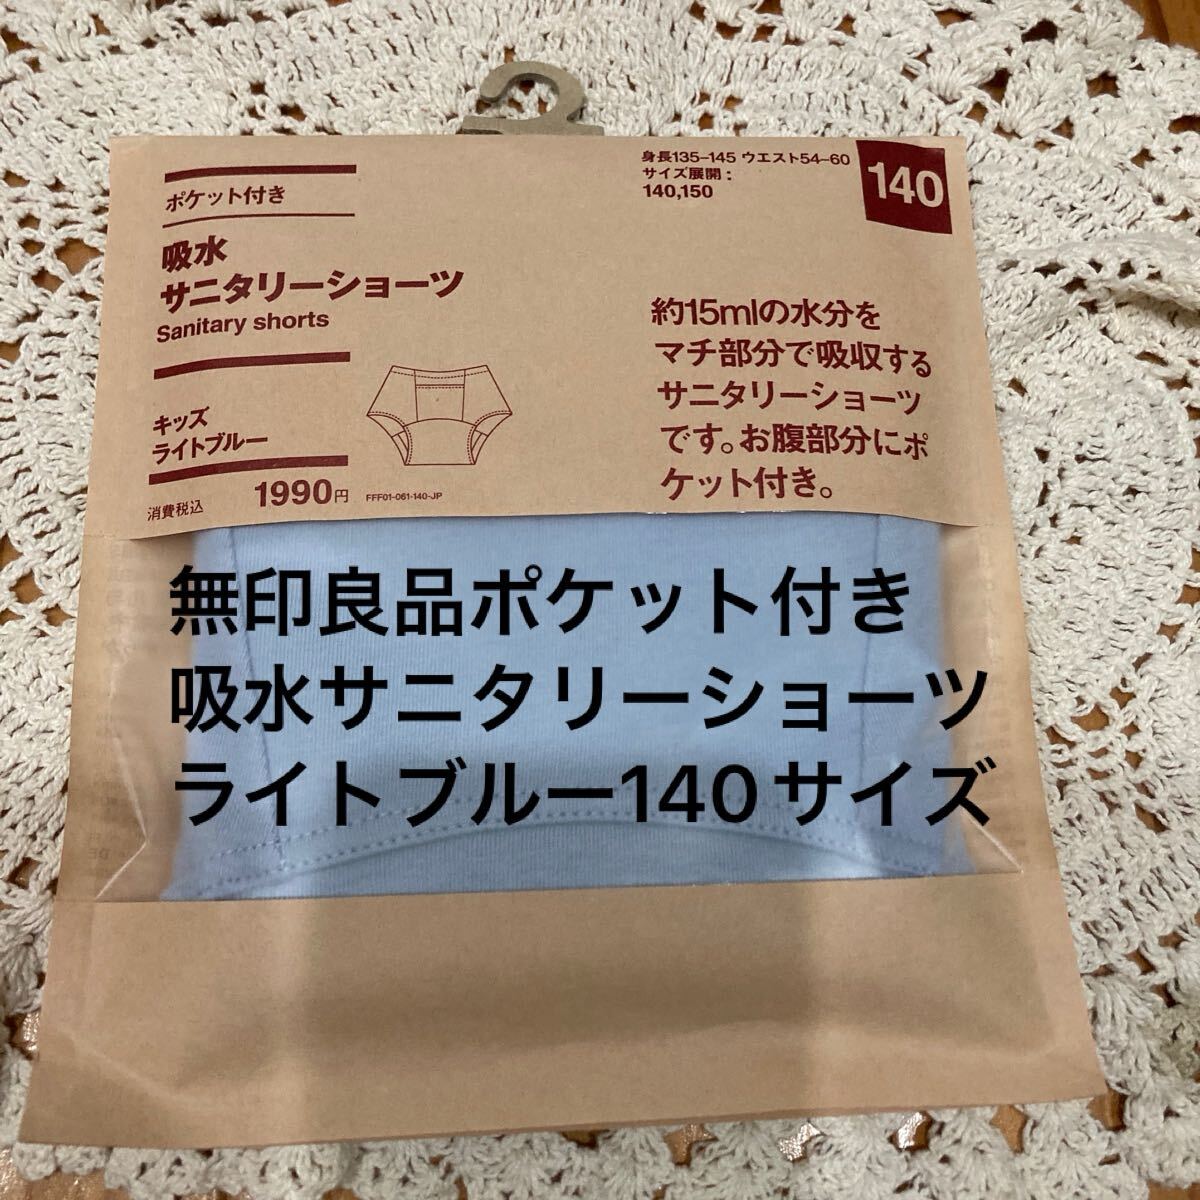 ポケット付き
吸水
サニタリーショーツ
Sanitary shorts
キッズ
ライトブルー
消費税込 1990円
FFF01-061-140-JP
身長135–145 ウエスト54–60
サイズ展開：
140,150
140
約15mlの水分を
マチ部分で吸収する
サニタリーショーツ
です。お腹部分にポ
ケット付き。
無印良品ポケット付き
吸水サニタリーショーツ
ライトブルー140サイズ